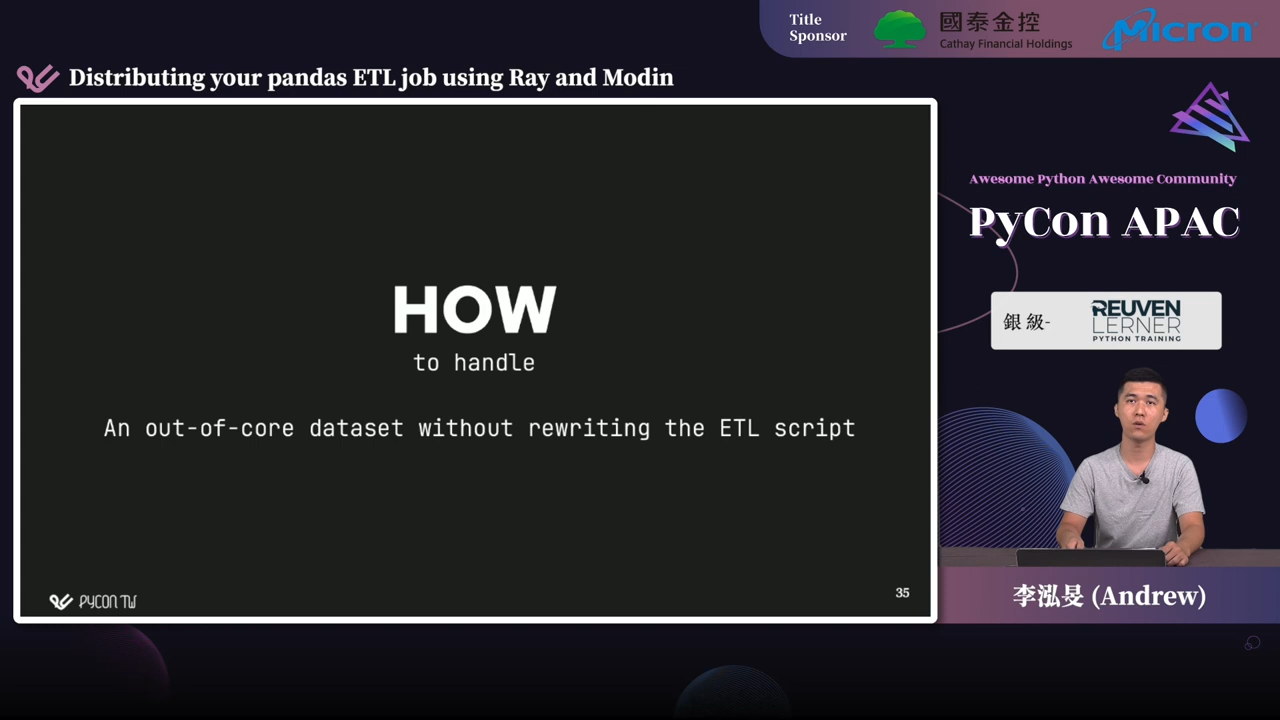 Title
Sponsor
國泰金控
Cathay Financial Holdings
Micron
Distributing your pandas ETL job using Ray and Modin
HOW
to handle
An out-of-core dataset without rewriting the ETL script
PYCON TW
35
Awesome Python Awesome Community
PyCon APAC
銀級-
REUVEN
LERNER
PYTHON TRAINING
李泓旻 (Andrew)